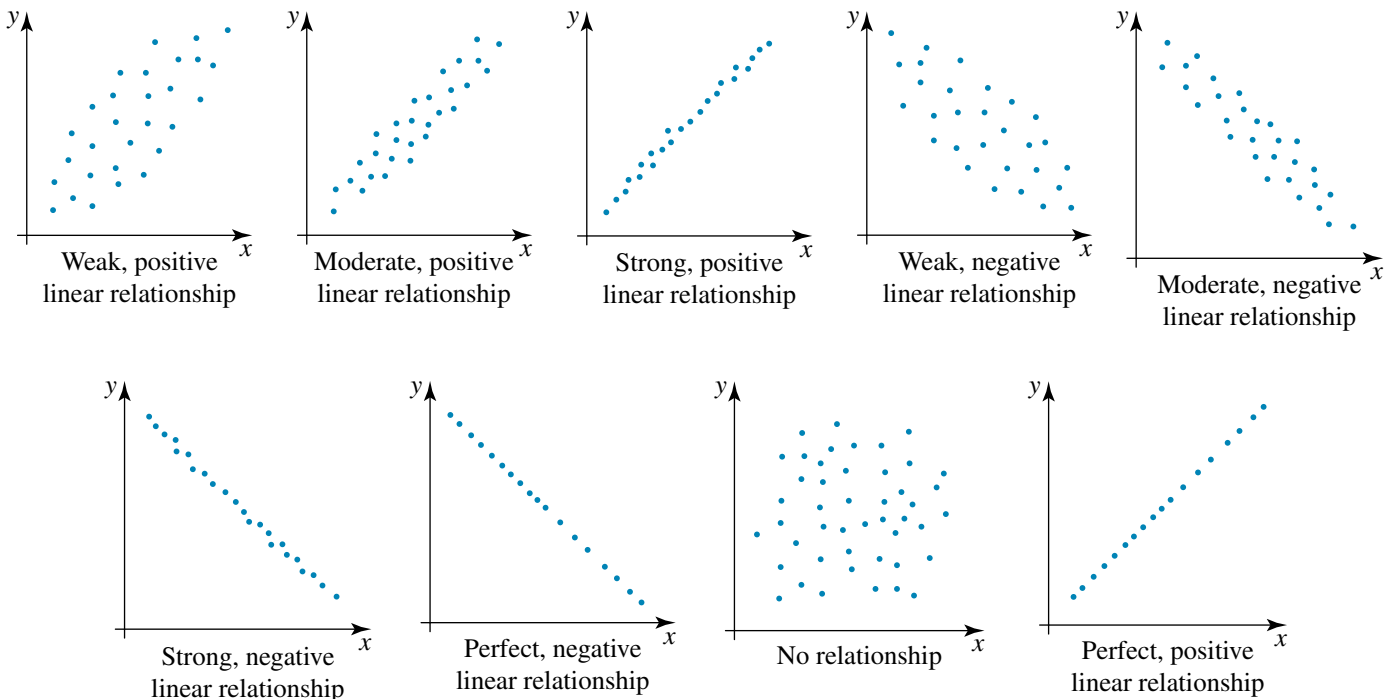 y
x
Weak, positive
linear relationship
y
x
Moderate, positive
linear relationship
y
x
Strong, positive
linear relationship
y
x
Weak, negative
linear relationship
y
x
Moderate, negative
linear relationship
y
x
Strong, negative
linear relationship
y
x
Perfect, negative
linear relationship
y
x
No relationship
y
x
Perfect, positive
linear relationship